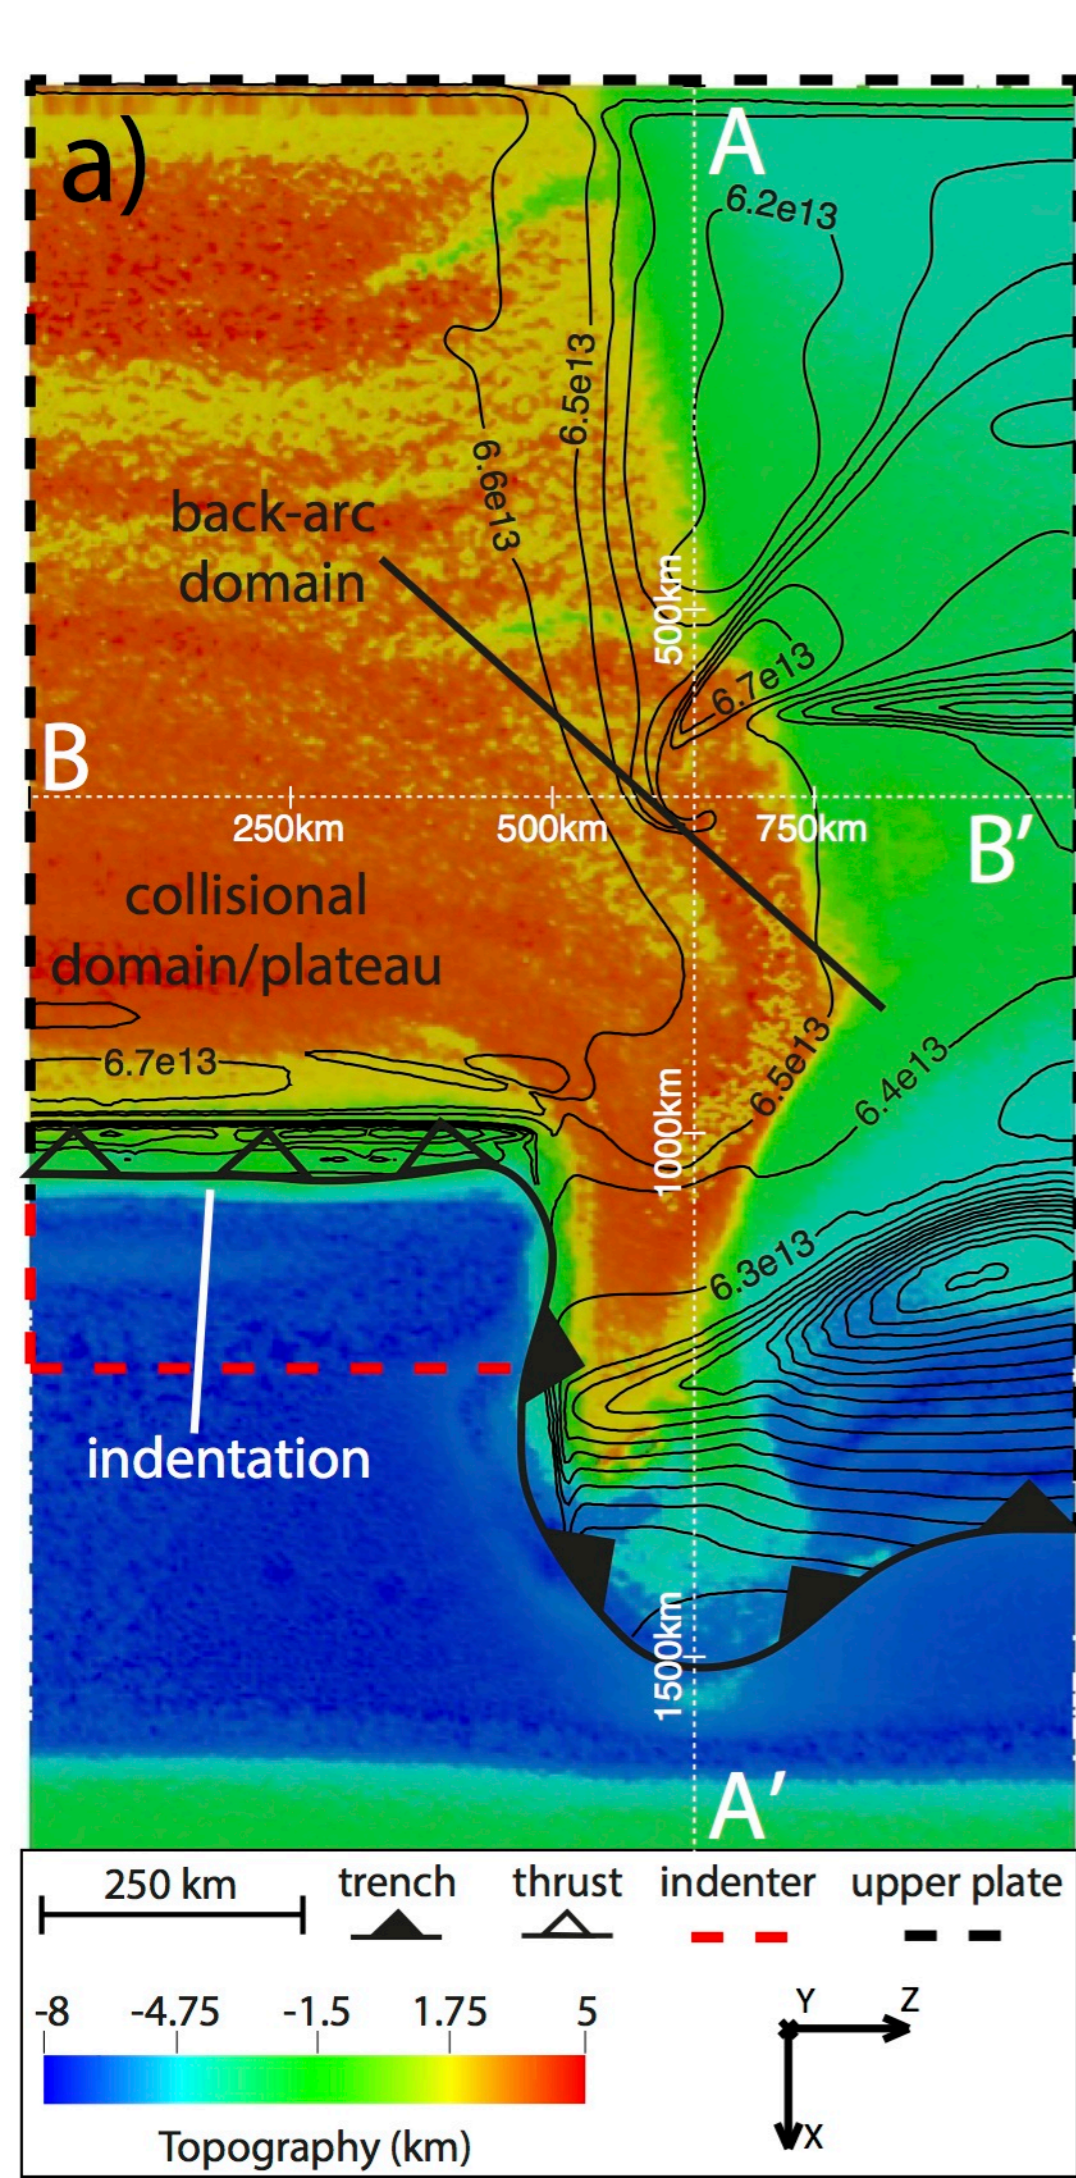 a)
A
6.2e13
6.5e13
6.6e13
back-arc
domain
500km
6.7e13
B
250km
500km
750km
B′
collisional
domain/plateau
6.7e13
6.5e13
6.4e13
1000km
6.3e13
indentation
1500km
A′
250 km
trench
thrust
indenter
upper plate
-8
-4.75
-1.5
1.75
5
Topography (km)
Y
Z
X